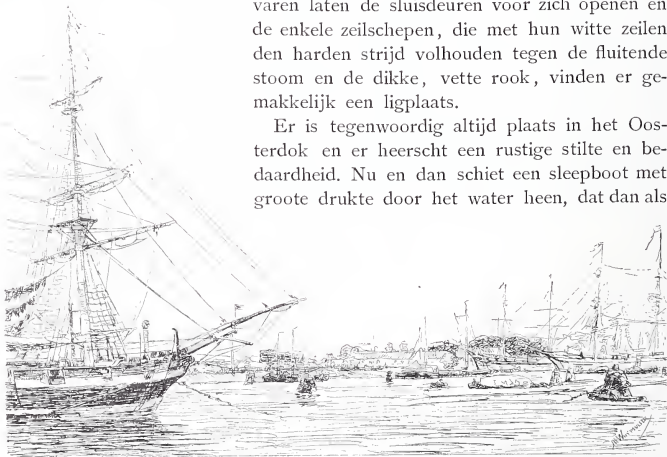 varen laten de sluisdeuren voor zich openen en
de enkele zeilschepen, die met hun witte zeilen
den harden strijd volhouden tegen de fluitende
stoom en de dikke, vette rook, vinden er ge-
makkelijk een ligplaats.
Er is tegenwoordig altijd plaats in het Oos-
terdok en er heerscht een rustige stilte en be-
daardheid. Nu en dan schiet een sleepboot met
groote drukte door het water heen, dat dan als